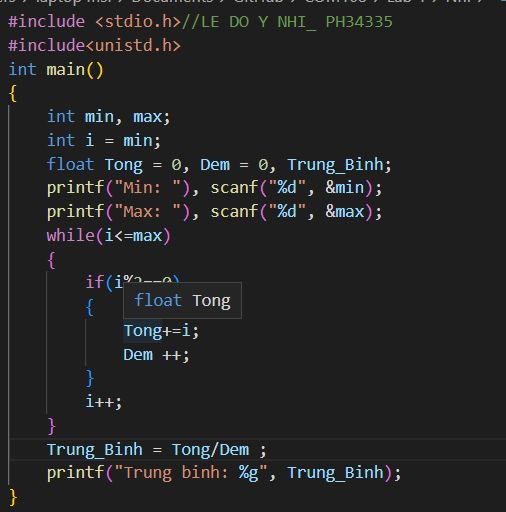 #include <stdio.h>//LE DO Y NHI_ PH34335
#include<unistd.h>
int main()
{
    int min, max;
    int i = min;
    float Tong = 0, Dem = 0, Trung_Binh;
    printf("Min: "), scanf("%d", &min);
    printf("Max: "), scanf("%d", &max);
    while(i<=max)
    {
        if(i%2==0)
        {
float Tong
            Tong+=i;
            Dem ++;
        }
        i++;
    }
    Trung_Binh = Tong/Dem ;
    printf("Trung binh: %g", Trung_Binh);
}